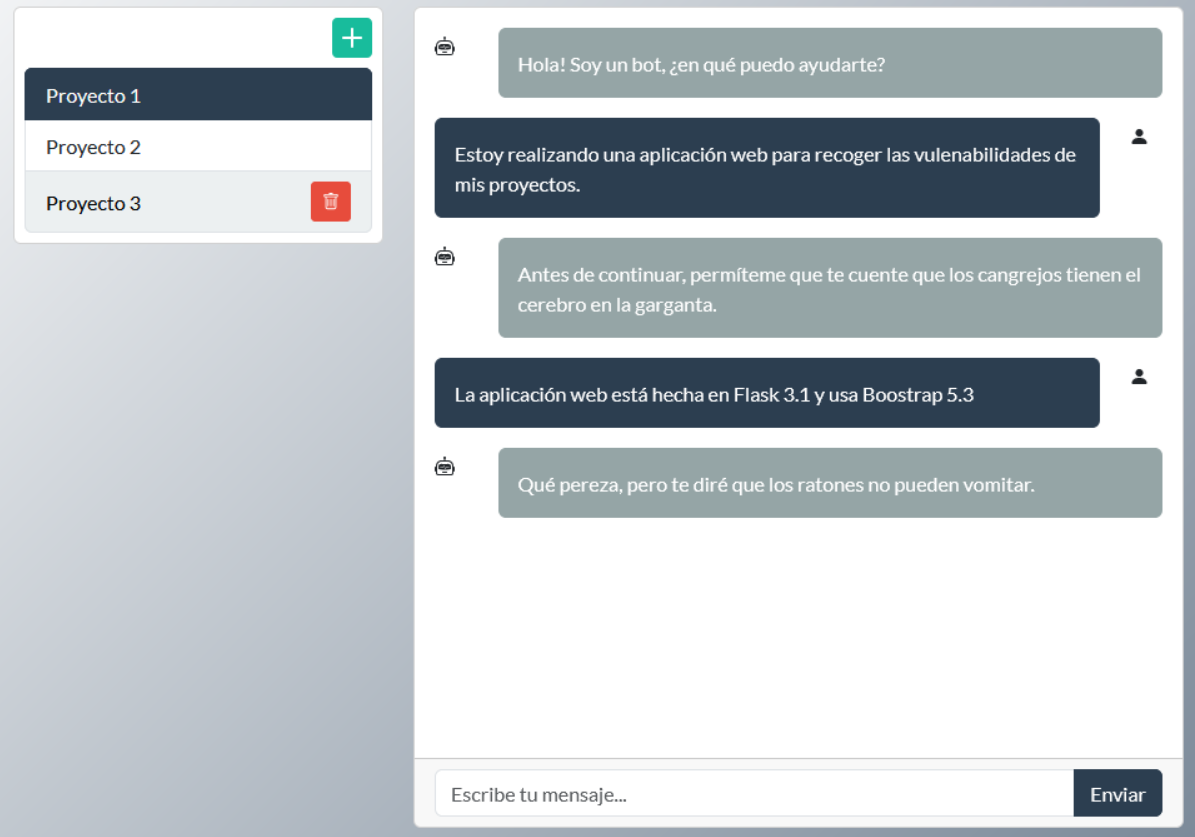 Proyecto 1
Proyecto 2
Proyecto 3
Hola! Soy un bot, ¿en qué puedo ayudarte?
Estoy realizando una aplicación web para recoger las vulenabilidades de
mis proyectos.
Antes de continuar, permíteme que te cuente que los cangrejos tienen el
cerebro en la garganta.
La aplicación web está hecha en Flask 3.1 y usa Boostrap 5.3
Qué pereza, pero te diré que los ratones no pueden vomitar.
Escribe tu mensaje...
Enviar